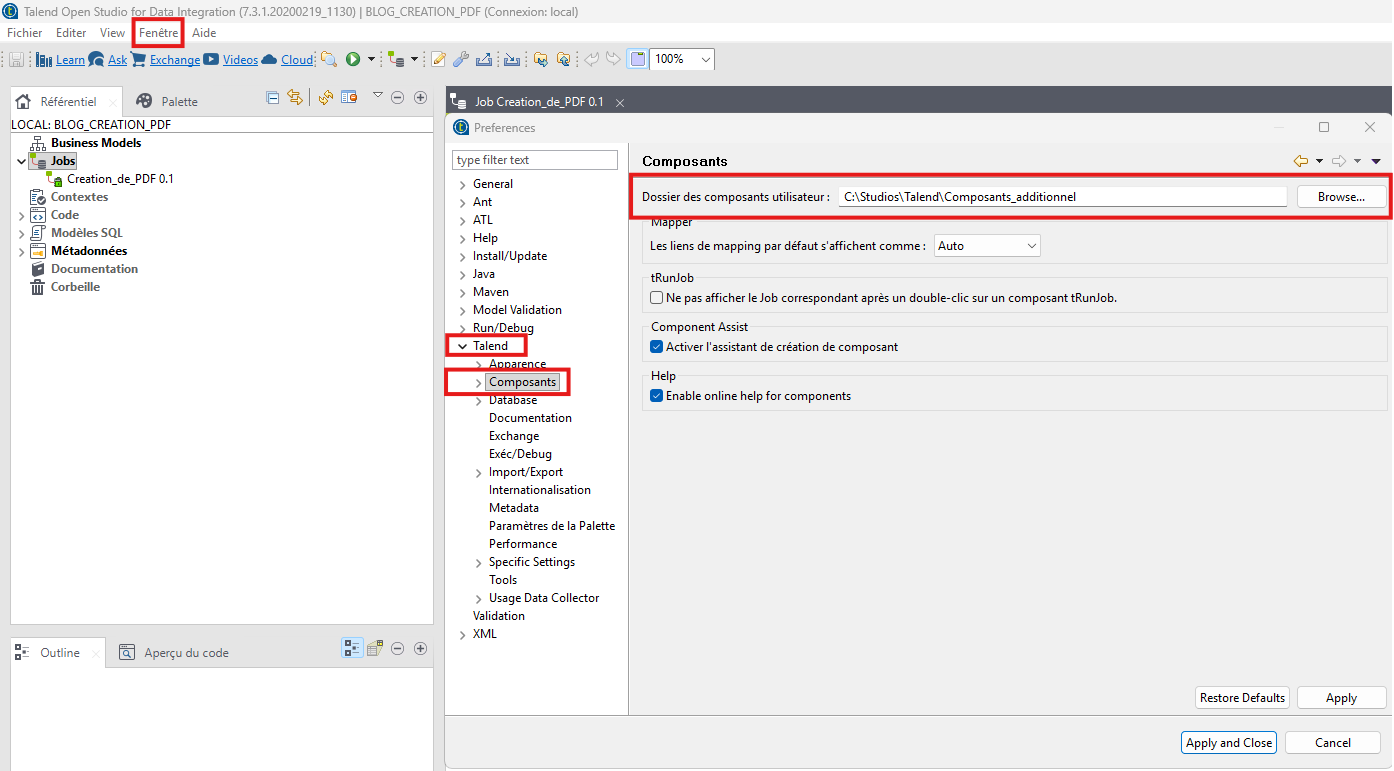 Talend Open Studio for Data Integration (7.3.1.20200219_1130) | BLOG_CREATION_PDF (Connexion: local)
Fichier Editer View Fenêtre Aide
Learn Ask Exchange Videos Cloud 100%
Référentiel Palette
LOCAL: BLOG_CREATION_PDF
Business Models
Jobs
Creation_de_PDF 0.1
Contextes
Code
Modèles SQL
Métadonnées
Documentation
Corbeille
Outline Aperçu du code
Job Creation_de_PDF 0.1
Preferences
type filter text
General
Ant
ATL
Help
Install/Update
Java
Maven
Model Validation
Run/Debug
Talend
Apparence
Composants
Database
Documentation
Exchange
Exéc/Debug
Import/Export
Internationalisation
Metadata
Paramètres de la Palette
Performance
Specific Settings
Tools
Usage Data Collector
Validation
XML
Composants
Dossier des composants utilisateur : C:\Studios\Talend\Composants_additionnel Browse...
Mapper
Les liens de mapping par défaut s'affichent comme : Auto
tRunJob
Ne pas afficher le Job correspondant après un double-clic sur un composant tRunJob.
Component Assist
Activer l'assistant de création de composant
Help
Enable online help for components
Restore Defaults Apply
Apply and Close Cancel